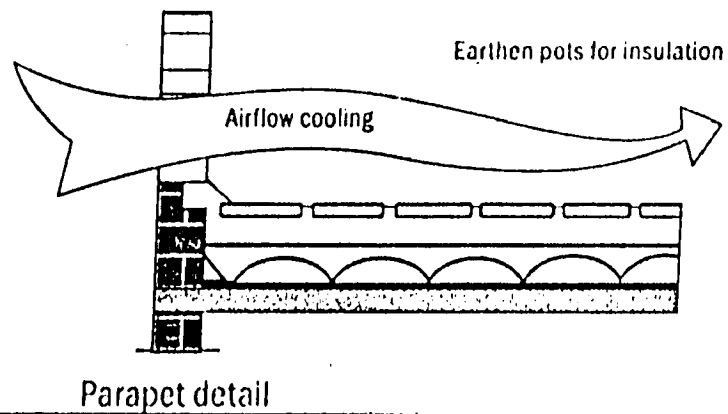 Earthen pots for insulation
Airflow cooling
Parapet detail